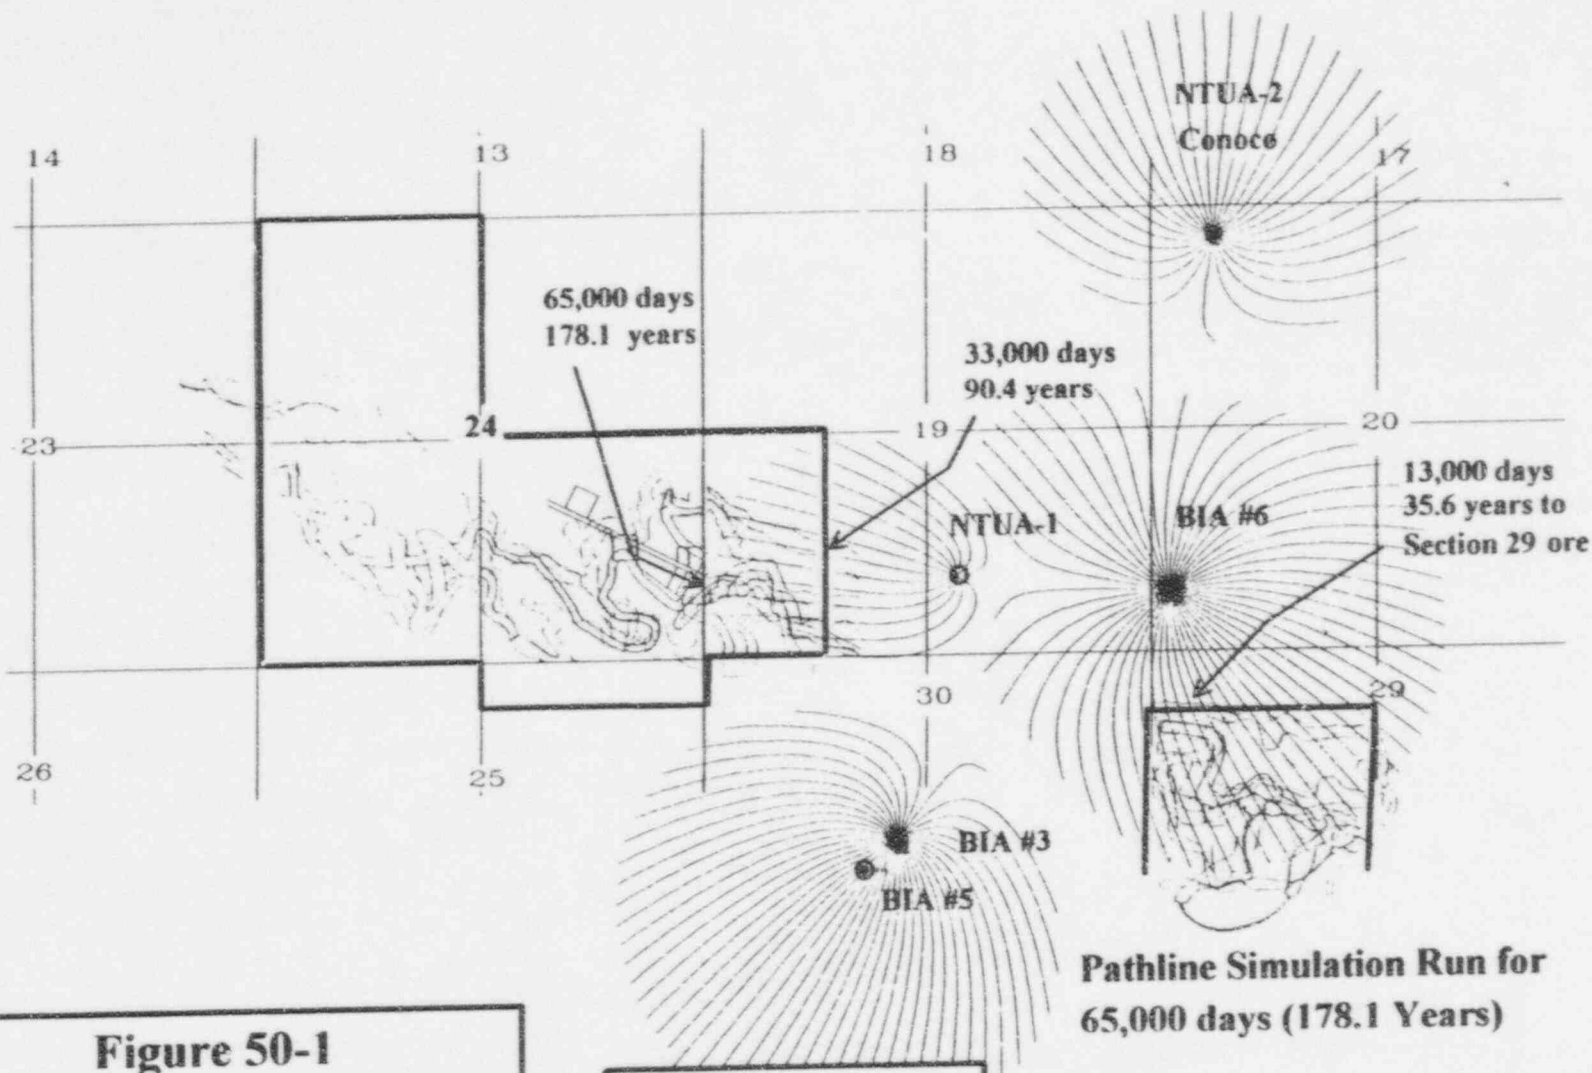 NTUA-2
Conoco
14
13
18
17
65,000 days
178.1 years
33,000 days
90.4 years
23
24
19
20
13,000 days
35.6 years to
Section 29 ore
NTUA-1
BIA #6
30
29
26
25
BIA #3
BIA #5
Pathline Simulation Run for
65,000 days (178.1 Years)
Figure 50-1